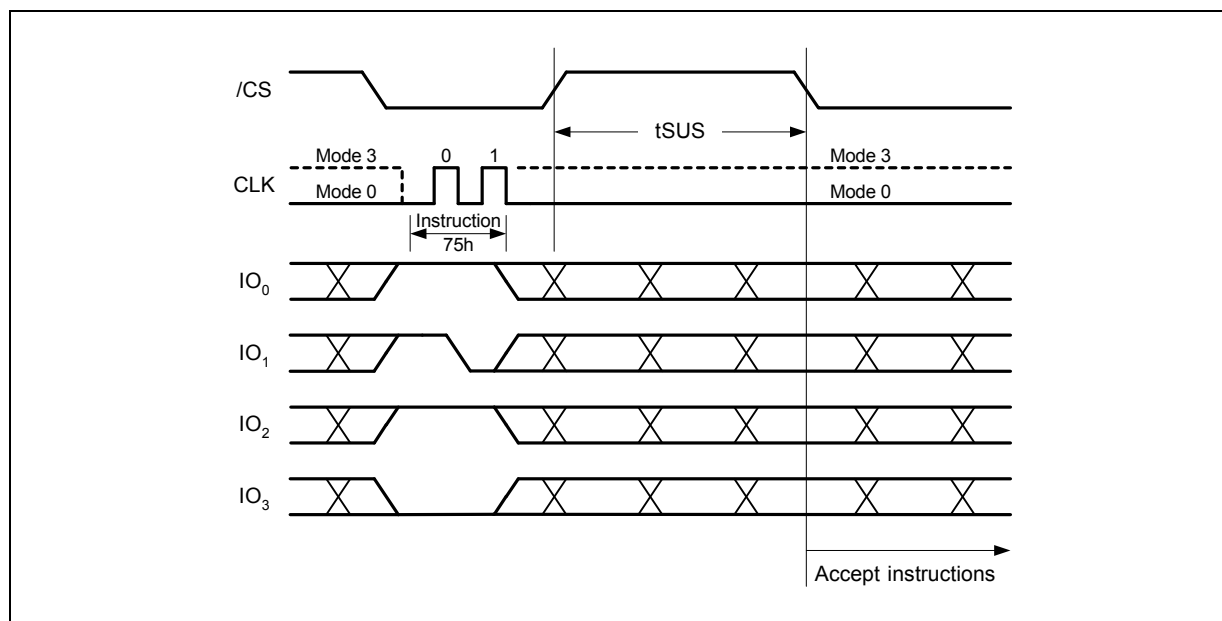 /CS
tSUS
Mode 3 0 1 Mode 3
CLK
Mode 0 Mode 0
Instruction
75h
IO0
IO1
IO2
IO3
Accept instructions